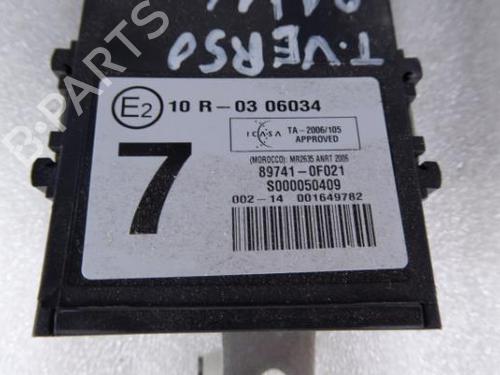 T.VERSO
E2 10 R-03 06034
ICASA TA-2006/105
APPROVED
7
(MOROCCO): MR2635 ANRT 2006
89741-0F021
S000050409
002-14 001649782
B-PARTS